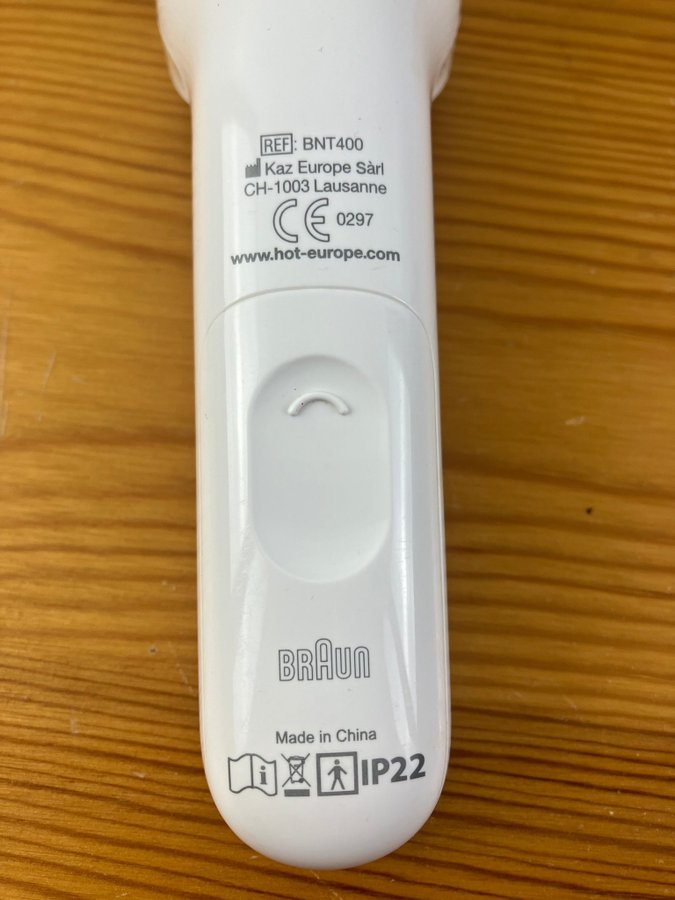 REF: BNT400
Kaz Europe Sàrl
CH-1003 Lausanne
CE 0297
www.hot-europe.com
BRAUN
Made in China
i IP22